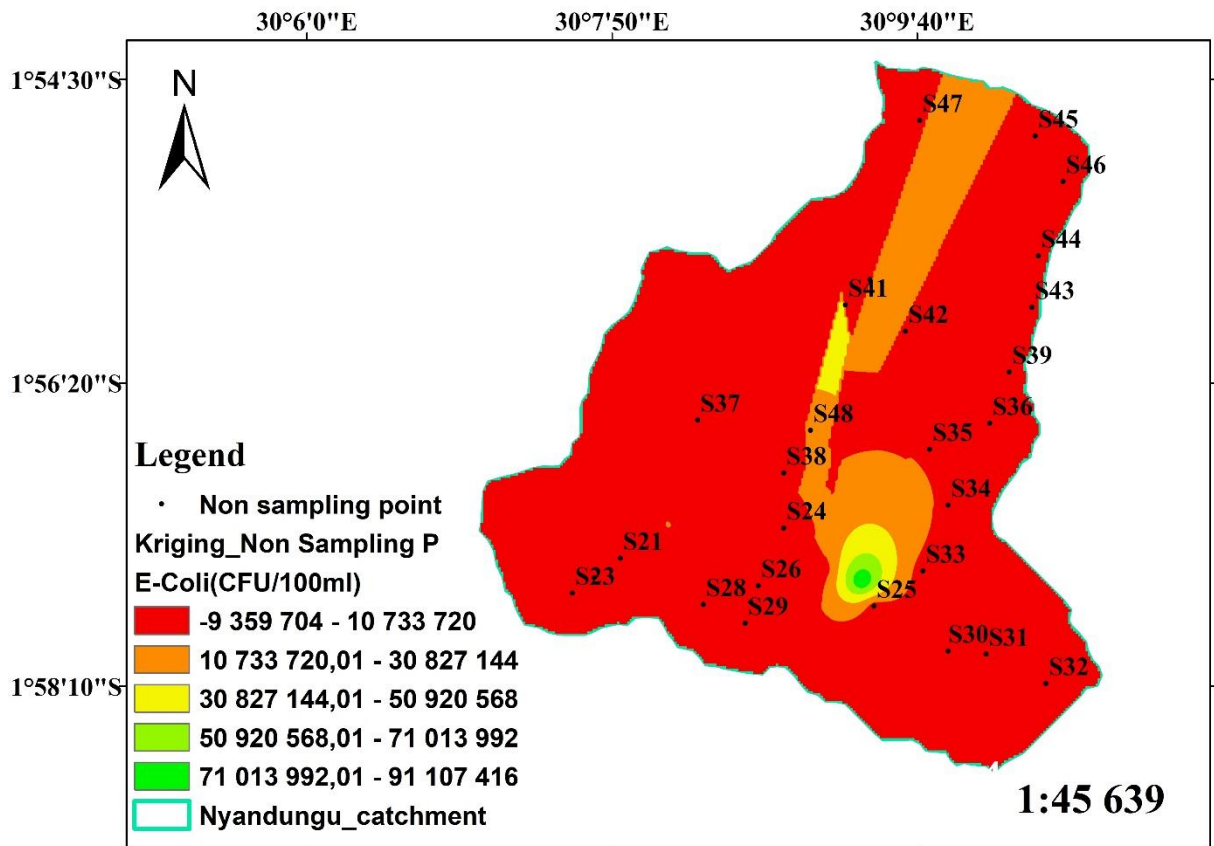 30°6'0"E 30°7'50"E 30°9'40"E
1°54'30"S
1°56'20"S
1°58'10"S
N
S47
S45
S46
S44
S43
S41
S42
S39
S37
S36
S48
S35
S38
S34
S24
S21
S33
S23
S26
S28
S25
S29
S30
S31
S32
Legend
Non sampling point
Kriging_Non Sampling P
E-Coli(CFU/100ml)
-9 359 704 - 10 733 720
10 733 720,01 - 30 827 144
30 827 144,01 - 50 920 568
50 920 568,01 - 71 013 992
71 013 992,01 - 91 107 416
Nyandungu_catchment
1:45 639